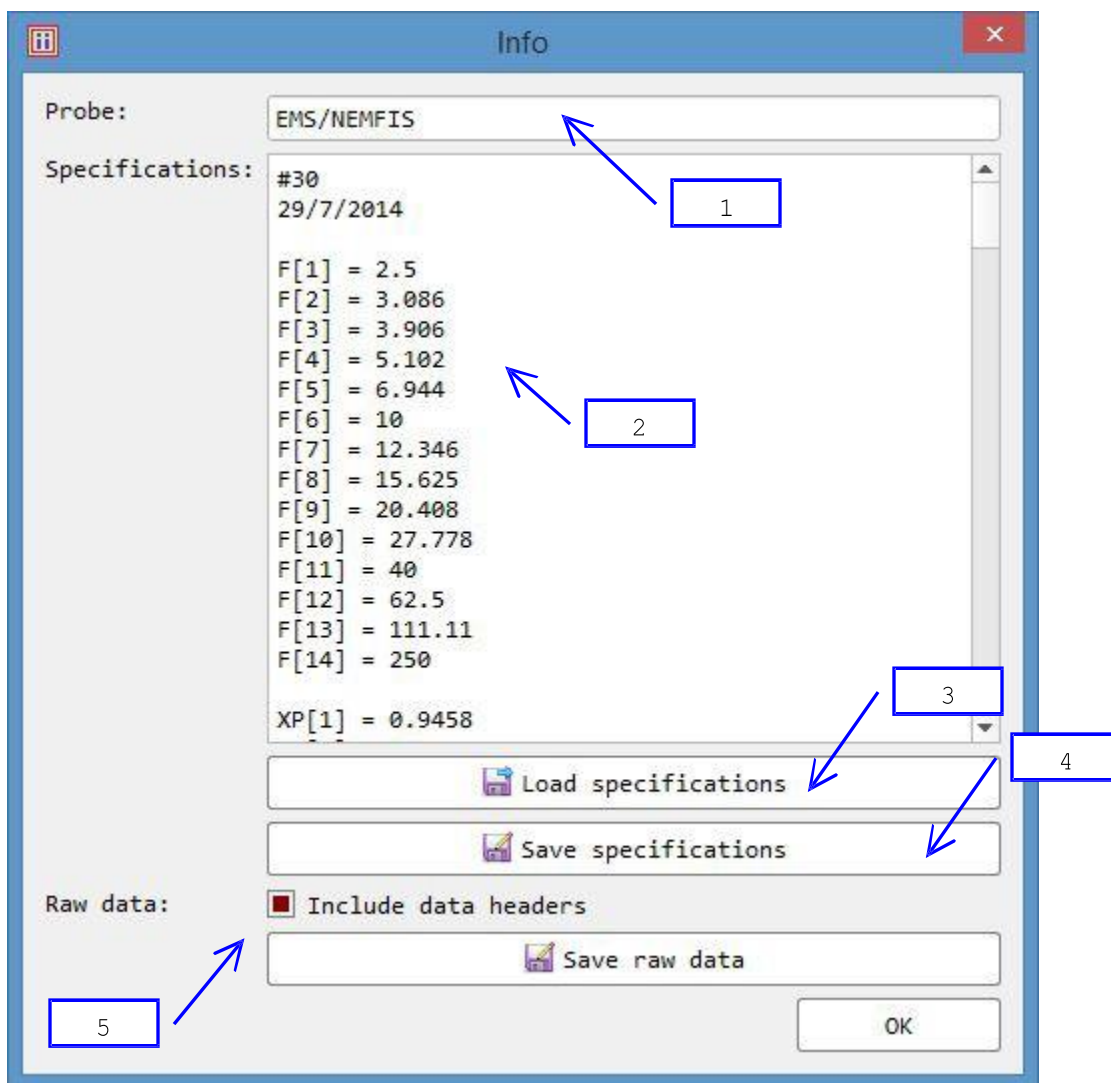 Info
Probe:
EMS/NEMFIS
Specifications:
#30
29/7/2014
1
F[1] = 2.5
F[2] = 3.086
F[3] = 3.906
F[4] = 5.102
F[5] = 6.944
F[6] = 10
2
F[7] = 12.346
F[8] = 15.625
F[9] = 20.408
F[10] = 27.778
F[11] = 40
F[12] = 62.5
F[13] = 111.11
F[14] = 250
3
XP[1] = 0.9458
4
Load specifications
Save specifications
Raw data:
Include data headers
Save raw data
5
OK